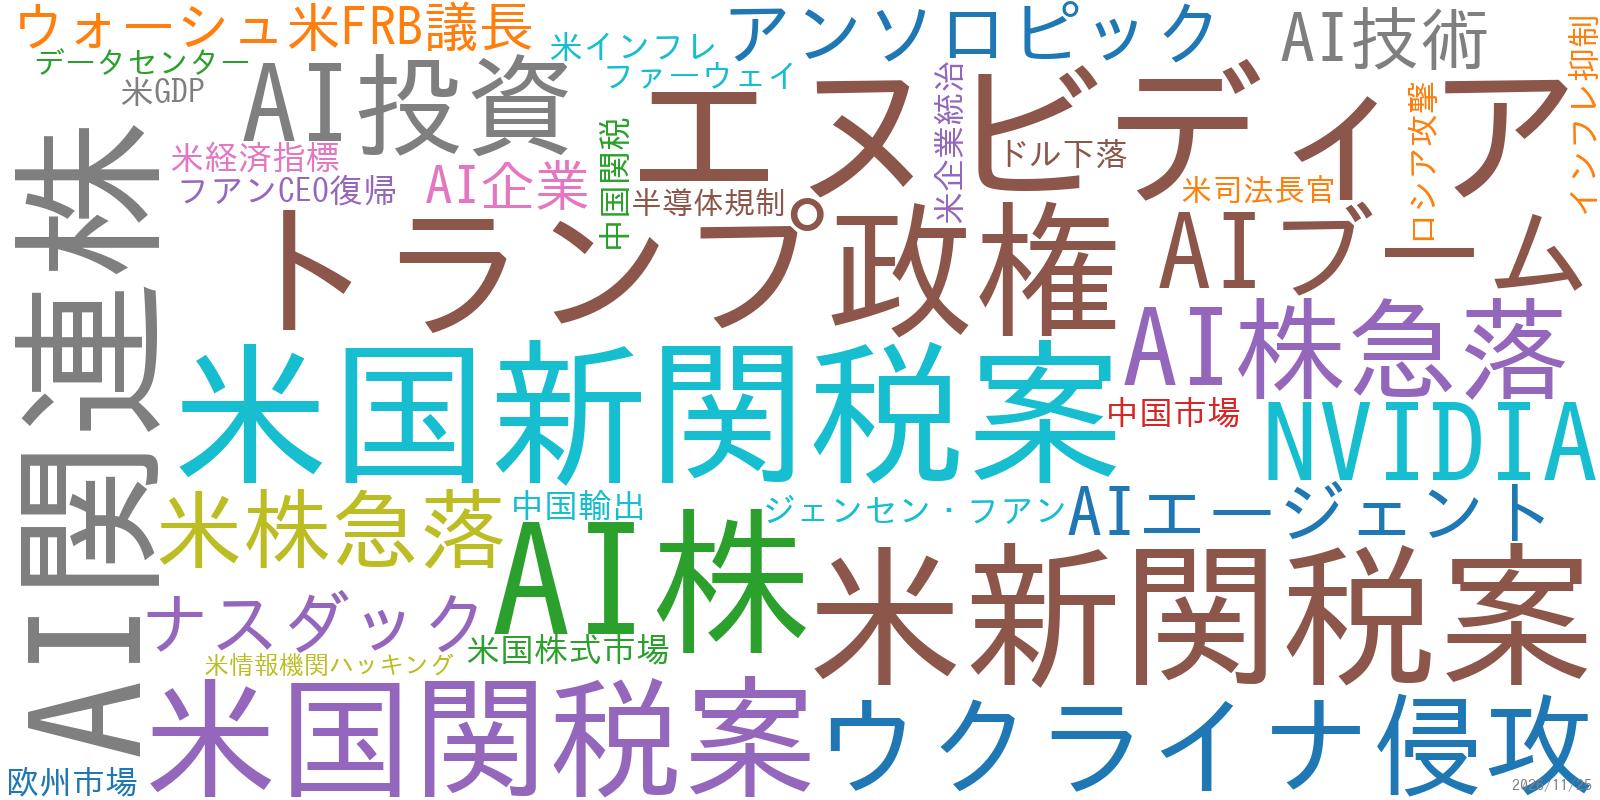 ウォーシュ米FRB議長
アンソロピック
AI技術
インフレ抑制
データセンター
米インフレ
ファーウェイ
米GDP
AI投資
エヌビディア
米企業統治
ドル下落
ロシア攻撃
米経済指標
フアンCEO復帰
AI企業
中国関税
半導体規制
米司法長官
AI関連株
トランプ政権
AIブーム
米国新関税案
AI株急落
中国市場
NVIDIA
米株急落
中国輸出
ジェンセン・フアン
AIエージェント
AI株
米新関税案
ナスダック
米国株式市場
米情報機関ハッキング
米国関税案
ウクライナ侵攻
欧州市場